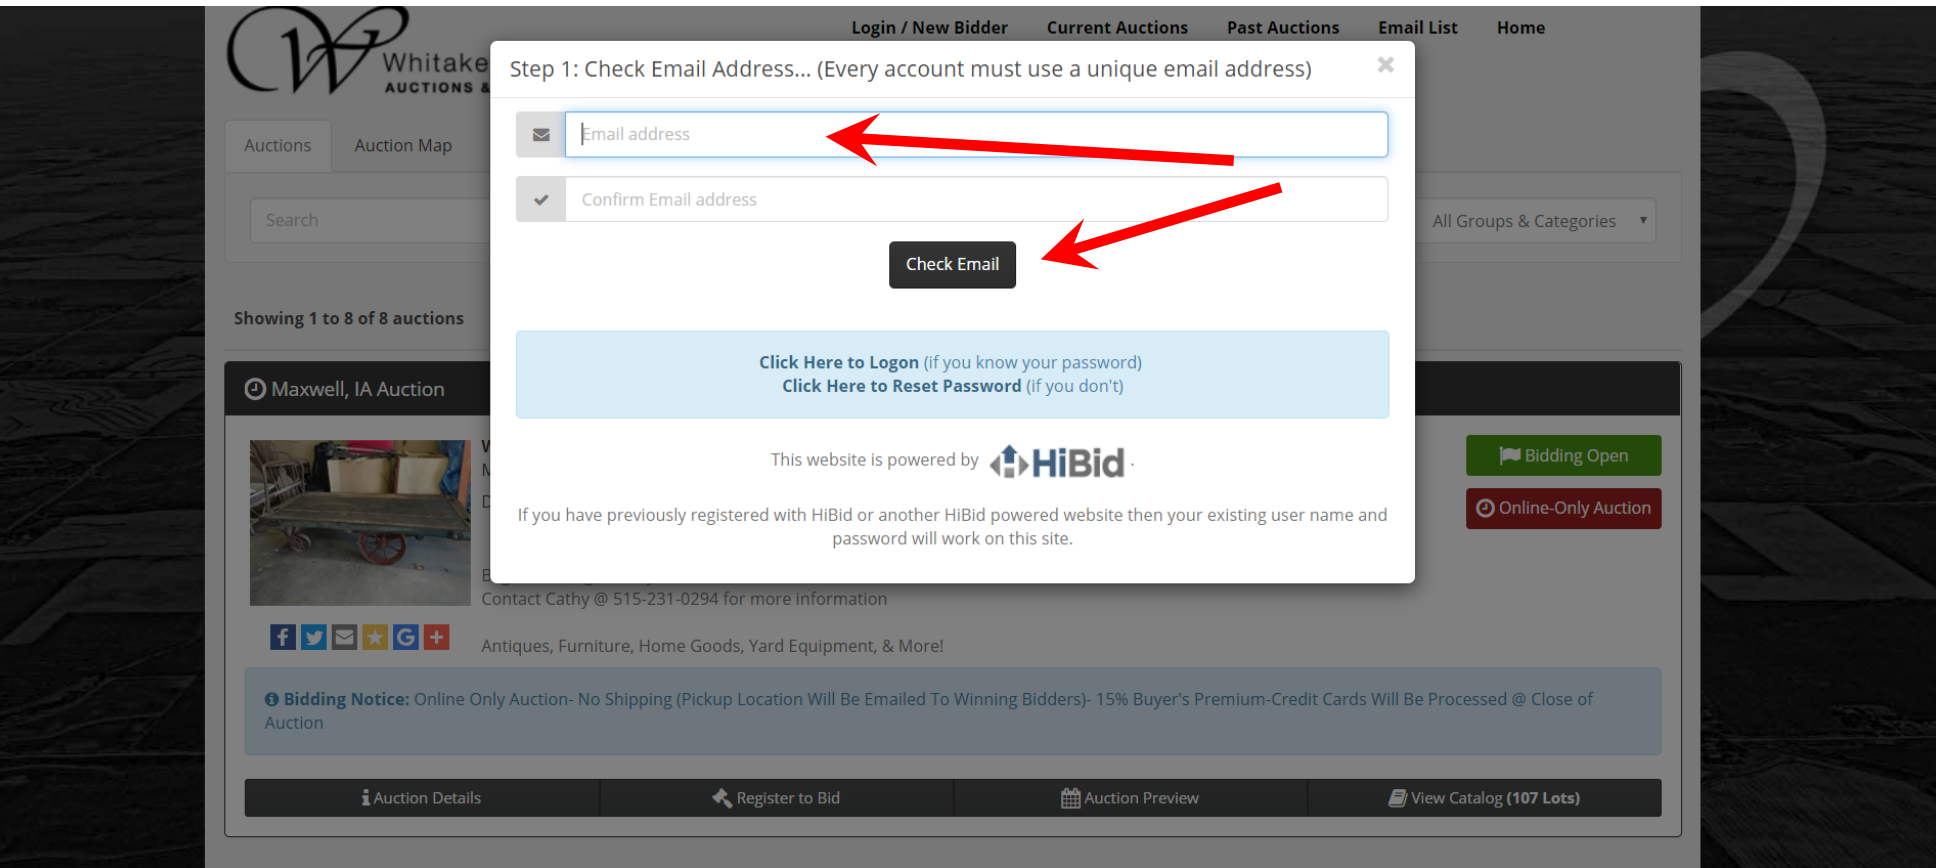 Login / New Bidder Current Auctions Past Auctions Email List Home
Whitake
AUCTIONS &
Step 1: Check Email Address... (Every account must use a unique email address)
Email address
Auctions Auction Map
Confirm Email address
Search
All Groups & Categories
Check Email
Showing 1 to 8 of 8 auctions
Click Here to Logon (if you know your password)
Click Here to Reset Password (if you don't)
Maxwell, IA Auction
This website is powered by HiBid .
Bidding Open
Online-Only Auction
If you have previously registered with HiBid or another HiBid powered website then your existing user name and
password will work on this site.
Contact Cathy @ 515-231-0294 for more information
Antiques, Furniture, Home Goods, Yard Equipment, & More!
Bidding Notice: Online Only Auction- No Shipping (Pickup Location Will Be Emailed To Winning Bidders)- 15% Buyer's Premium-Credit Cards Will Be Processed @ Close of
Auction
Auction Details Register to Bid Auction Preview View Catalog (107 Lots)